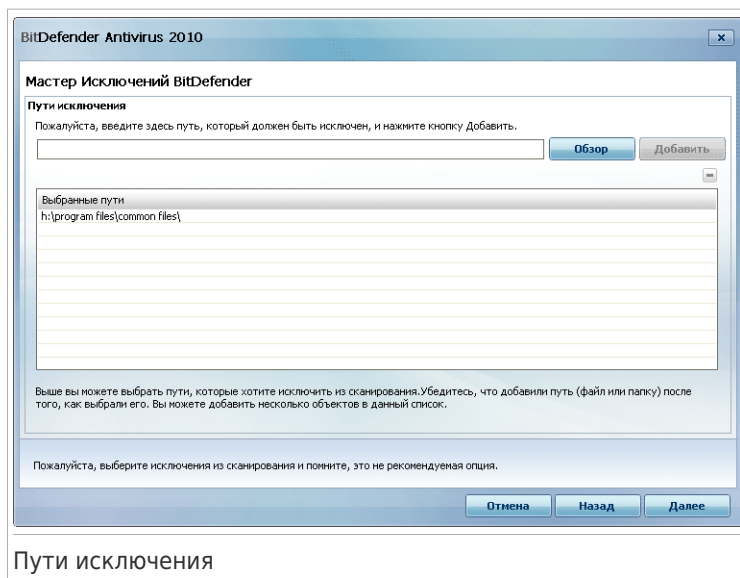 BitDefender Antivirus 2010
Мастер Исключений BitDefender
Пути исключения
Пожалуйста, введите здесь путь, который должен быть исключен, и нажмите кнопку Добавить.
Обзор
Добавить
Выбранные пути
h:\program files\common files\
Выше вы можете выбрать пути, которые хотите исключить из сканирования.Убедитесь, что добавили путь (файл или папку) после
того, как выбрали его. Вы можете добавить несколько объектов в данный список.
Пожалуйста, выберите исключения из сканирования и помните, это не рекомендуемая опция.
Отмена
Назад
Далее
Пути исключения